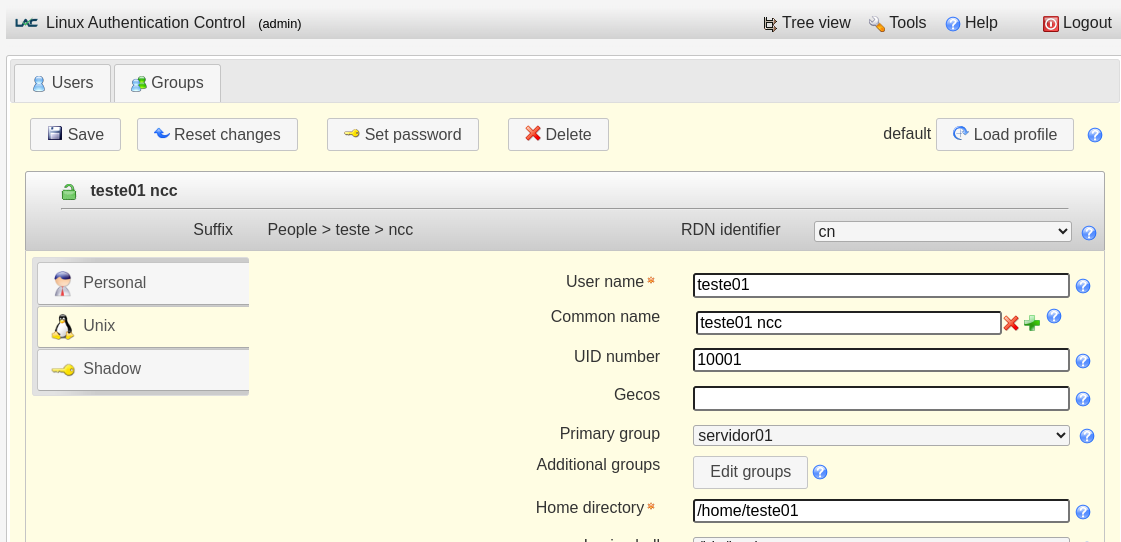 LAC Linux Authentication Control (admin) Tree view Tools Help Logout
Users Groups
Save Reset changes Set password Delete default Load profile
teste01 ncc
Suffix People > teste > ncc RDN identifier cn
Personal
Unix
Shadow
User name* teste01
Common name teste01 ncc
UID number 10001
Gecos
Primary group servidor01
Additional groups Edit groups
Home directory* /home/teste01